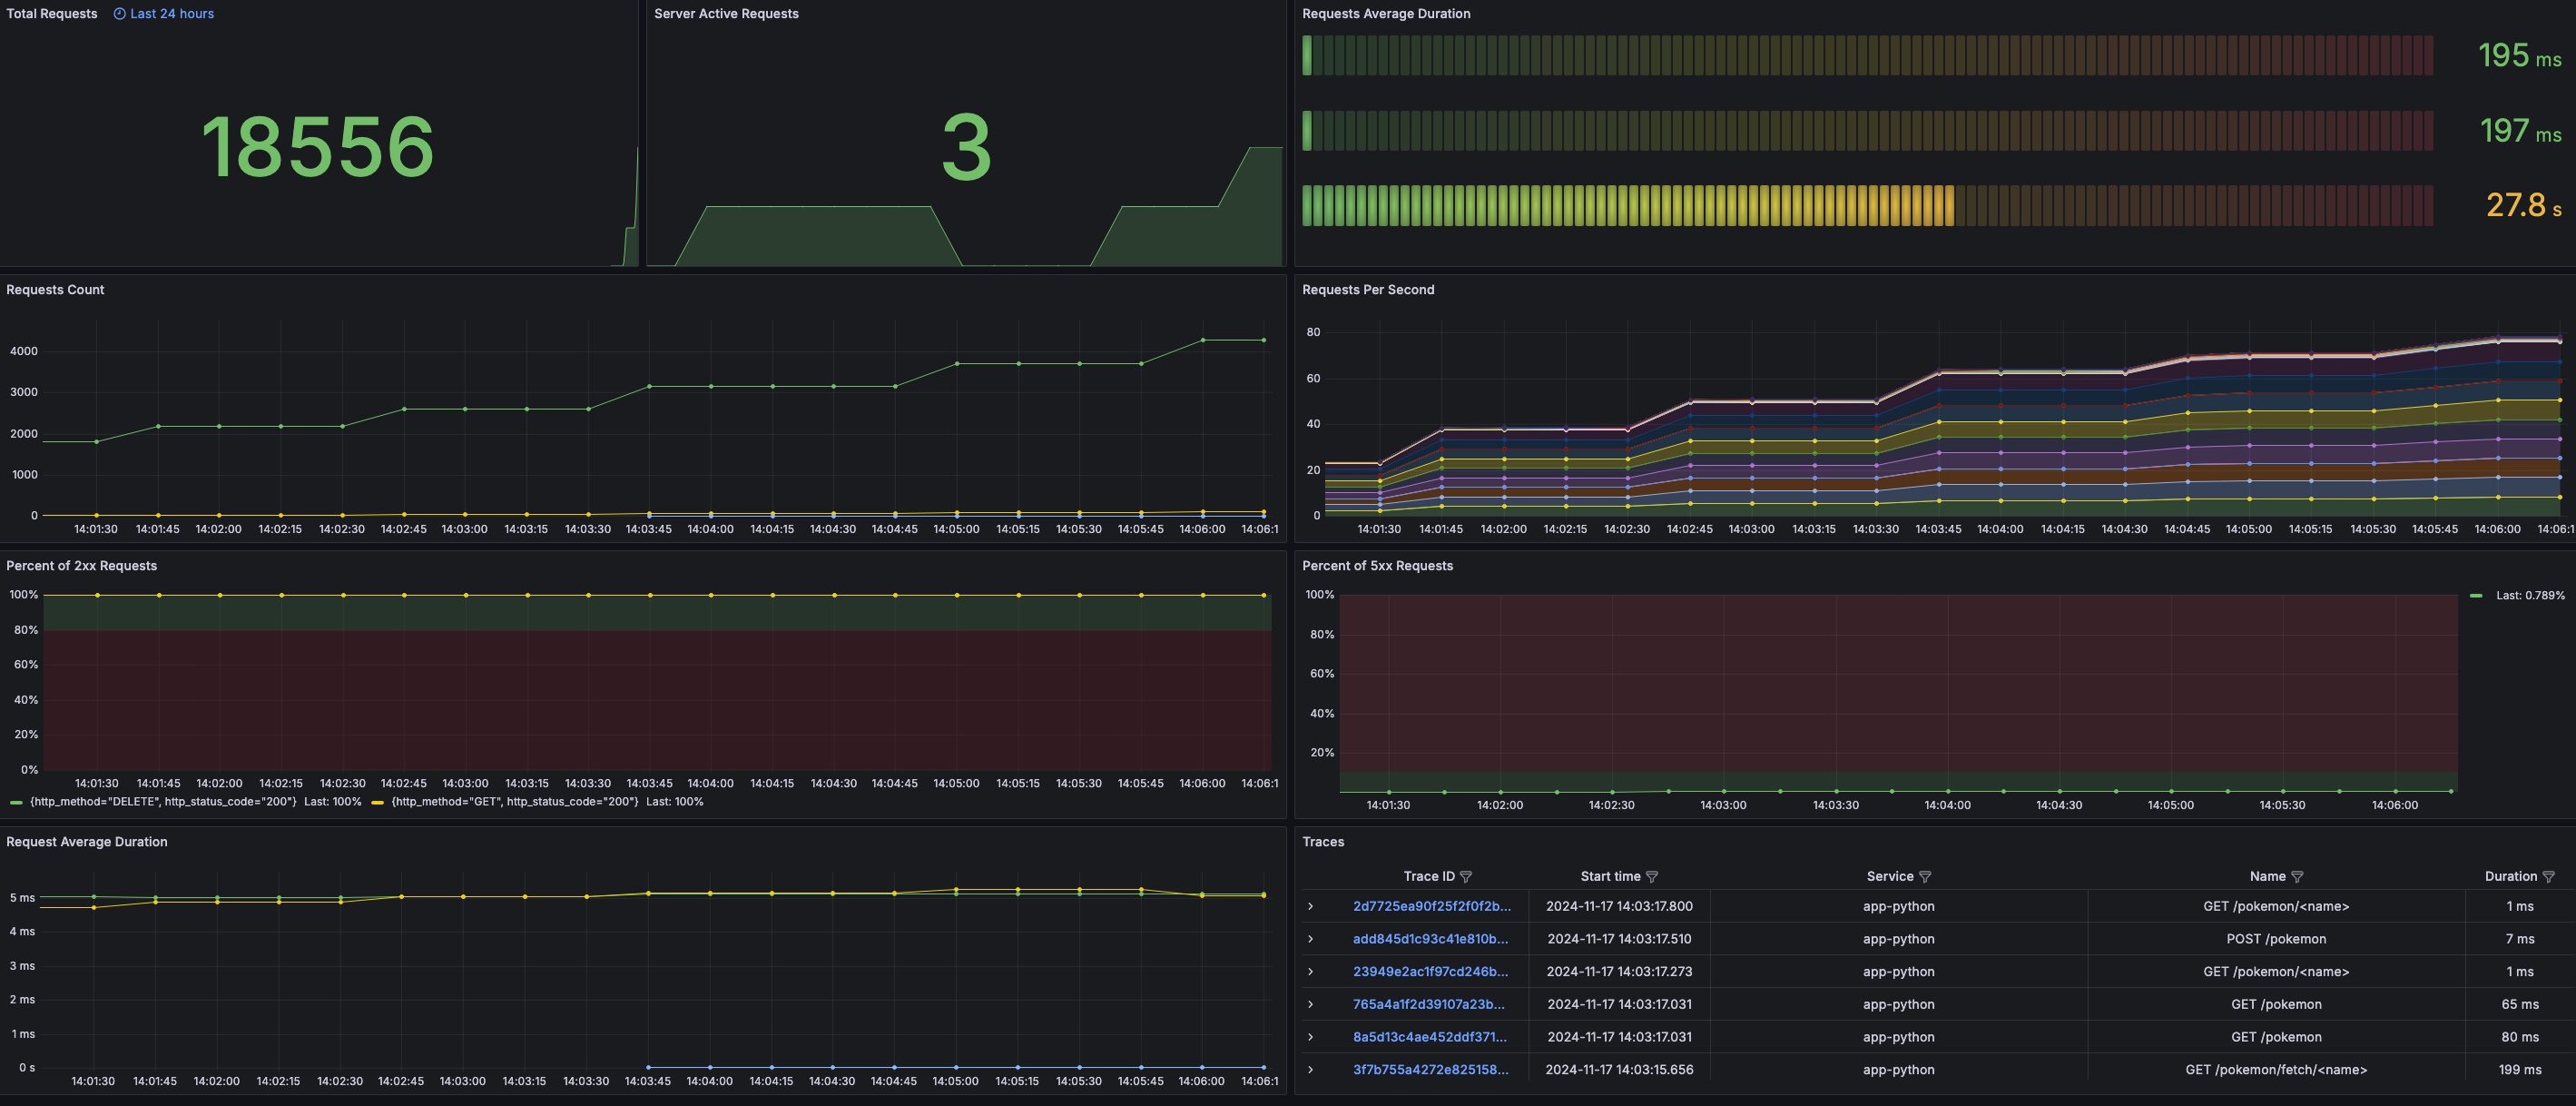 Total Requests Last 24 hours
18556
Server Active Requests
3
Requests Average Duration
195 ms
197 ms
27.8 s
Requests Count
4000
3000
2000
1000
0
14:01:30 14:01:45 14:02:00 14:02:15 14:02:30 14:02:45 14:03:00 14:03:15 14:03:30 14:03:45 14:04:00 14:04:15 14:04:30 14:04:45 14:05:00 14:05:15 14:05:30 14:05:45 14:06:00 14:06:1
Requests Per Second
80
60
40
20
0
14:01:30 14:01:45 14:02:00 14:02:15 14:02:30 14:02:45 14:03:00 14:03:15 14:03:30 14:03:45 14:04:00 14:04:15 14:04:30 14:04:45 14:05:00 14:05:15 14:05:30 14:05:45 14:06:00 14:06:1
Percent of 2xx Requests
100%
80%
60%
40%
20%
0%
14:01:30 14:01:45 14:02:00 14:02:15 14:02:30 14:02:45 14:03:00 14:03:15 14:03:30 14:03:45 14:04:00 14:04:15 14:04:30 14:04:45 14:05:00 14:05:15 14:05:30 14:05:45 14:06:00 14:06:1
{http_method="DELETE", http_status_code="200"} Last: 100% {http_method="GET", http_status_code="200"} Last: 100%
Percent of 5xx Requests
100%
80%
60%
40%
20%
14:01:30 14:02:00 14:02:30 14:03:00 14:03:30 14:04:00 14:04:30 14:05:00 14:05:30 14:06:00
Last: 0.789%
Request Average Duration
5 ms
4 ms
3 ms
2 ms
1 ms
0 s
14:01:30 14:01:45 14:02:00 14:02:15 14:02:30 14:02:45 14:03:00 14:03:15 14:03:30 14:03:45 14:04:00 14:04:15 14:04:30 14:04:45 14:05:00 14:05:15 14:05:30 14:05:45 14:06:00 14:06:1
Traces
Trace ID Start time Service Name Duration
2d7725ea90f25f2f0f2b... 2024-11-17 14:03:17.800 app-python GET /pokemon/<name> 1 ms
add845d1c93c41e810b... 2024-11-17 14:03:17.510 app-python POST /pokemon 7 ms
23949e2ac1f97cd246b... 2024-11-17 14:03:17.273 app-python GET /pokemon/<name> 1 ms
765a4a1f2d39107a23b... 2024-11-17 14:03:17.031 app-python GET /pokemon 65 ms
8a5d13c4ae452ddf371... 2024-11-17 14:03:17.031 app-python GET /pokemon 80 ms
3f7b755a4272e825158... 2024-11-17 14:03:15.656 app-python GET /pokemon/fetch/<name> 199 ms